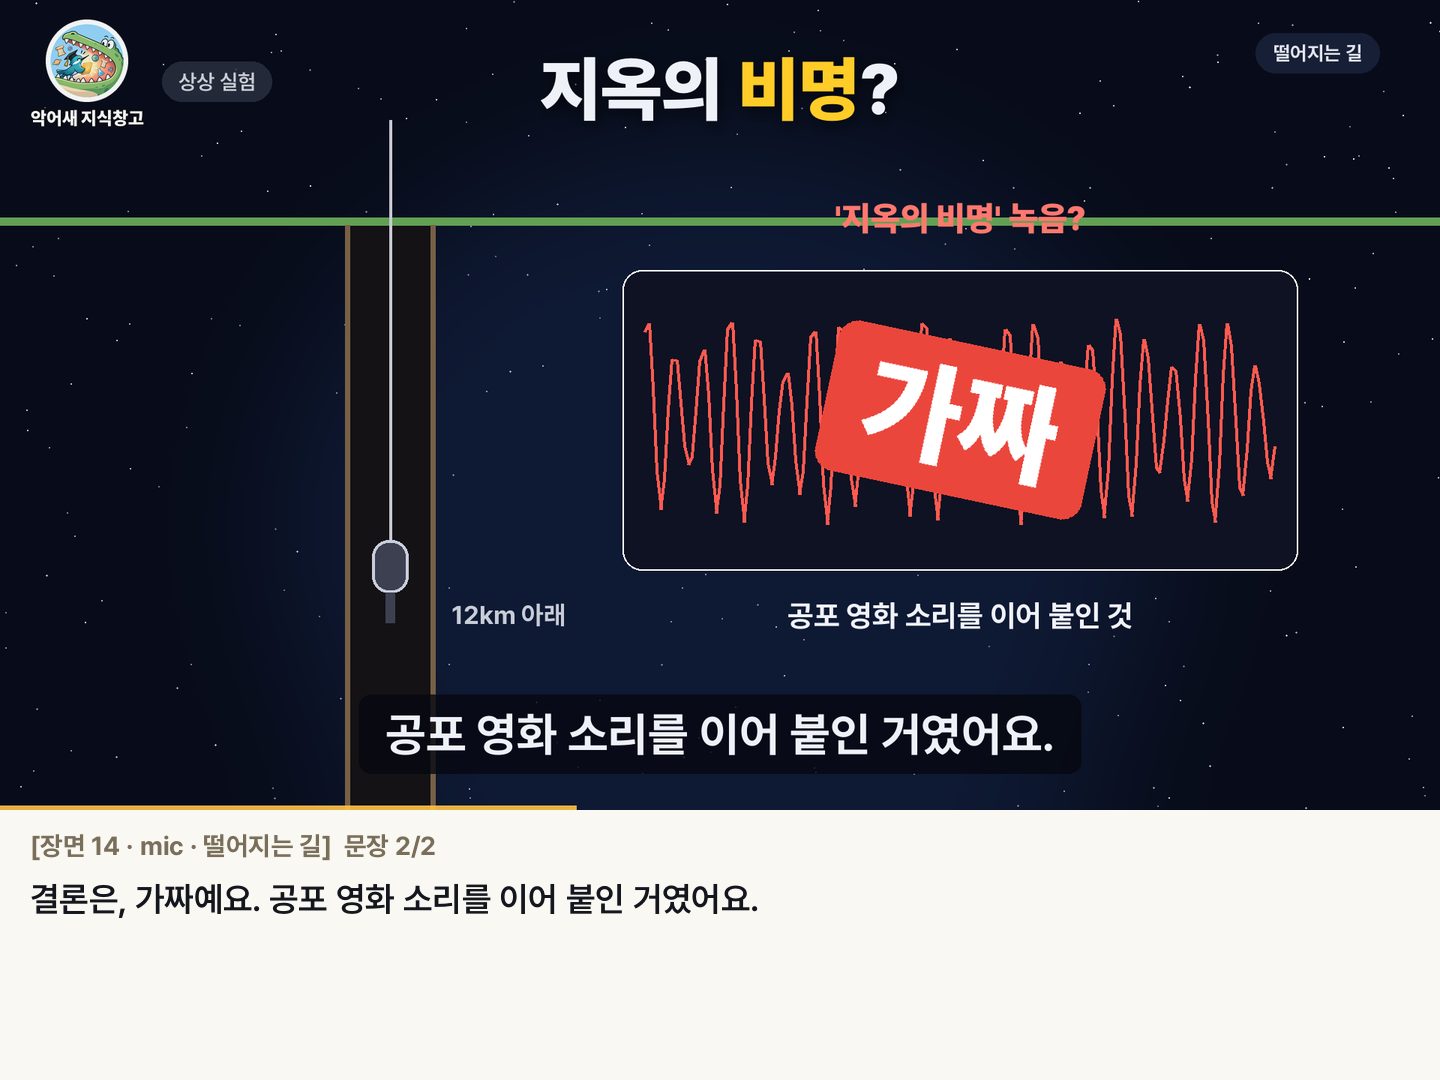 악어새 지식창고
상상 실험
지옥의 비명?
떨어지는 길
'지옥의 비명' 녹음?
가짜
12km 아래
공포 영화 소리를 이어 붙인 것
공포 영화 소리를 이어 붙인 거였어요.
[장면 14 · mic · 떨어지는 길] 문장 2/2
결론은, 가짜예요. 공포 영화 소리를 이어 붙인 거였어요.